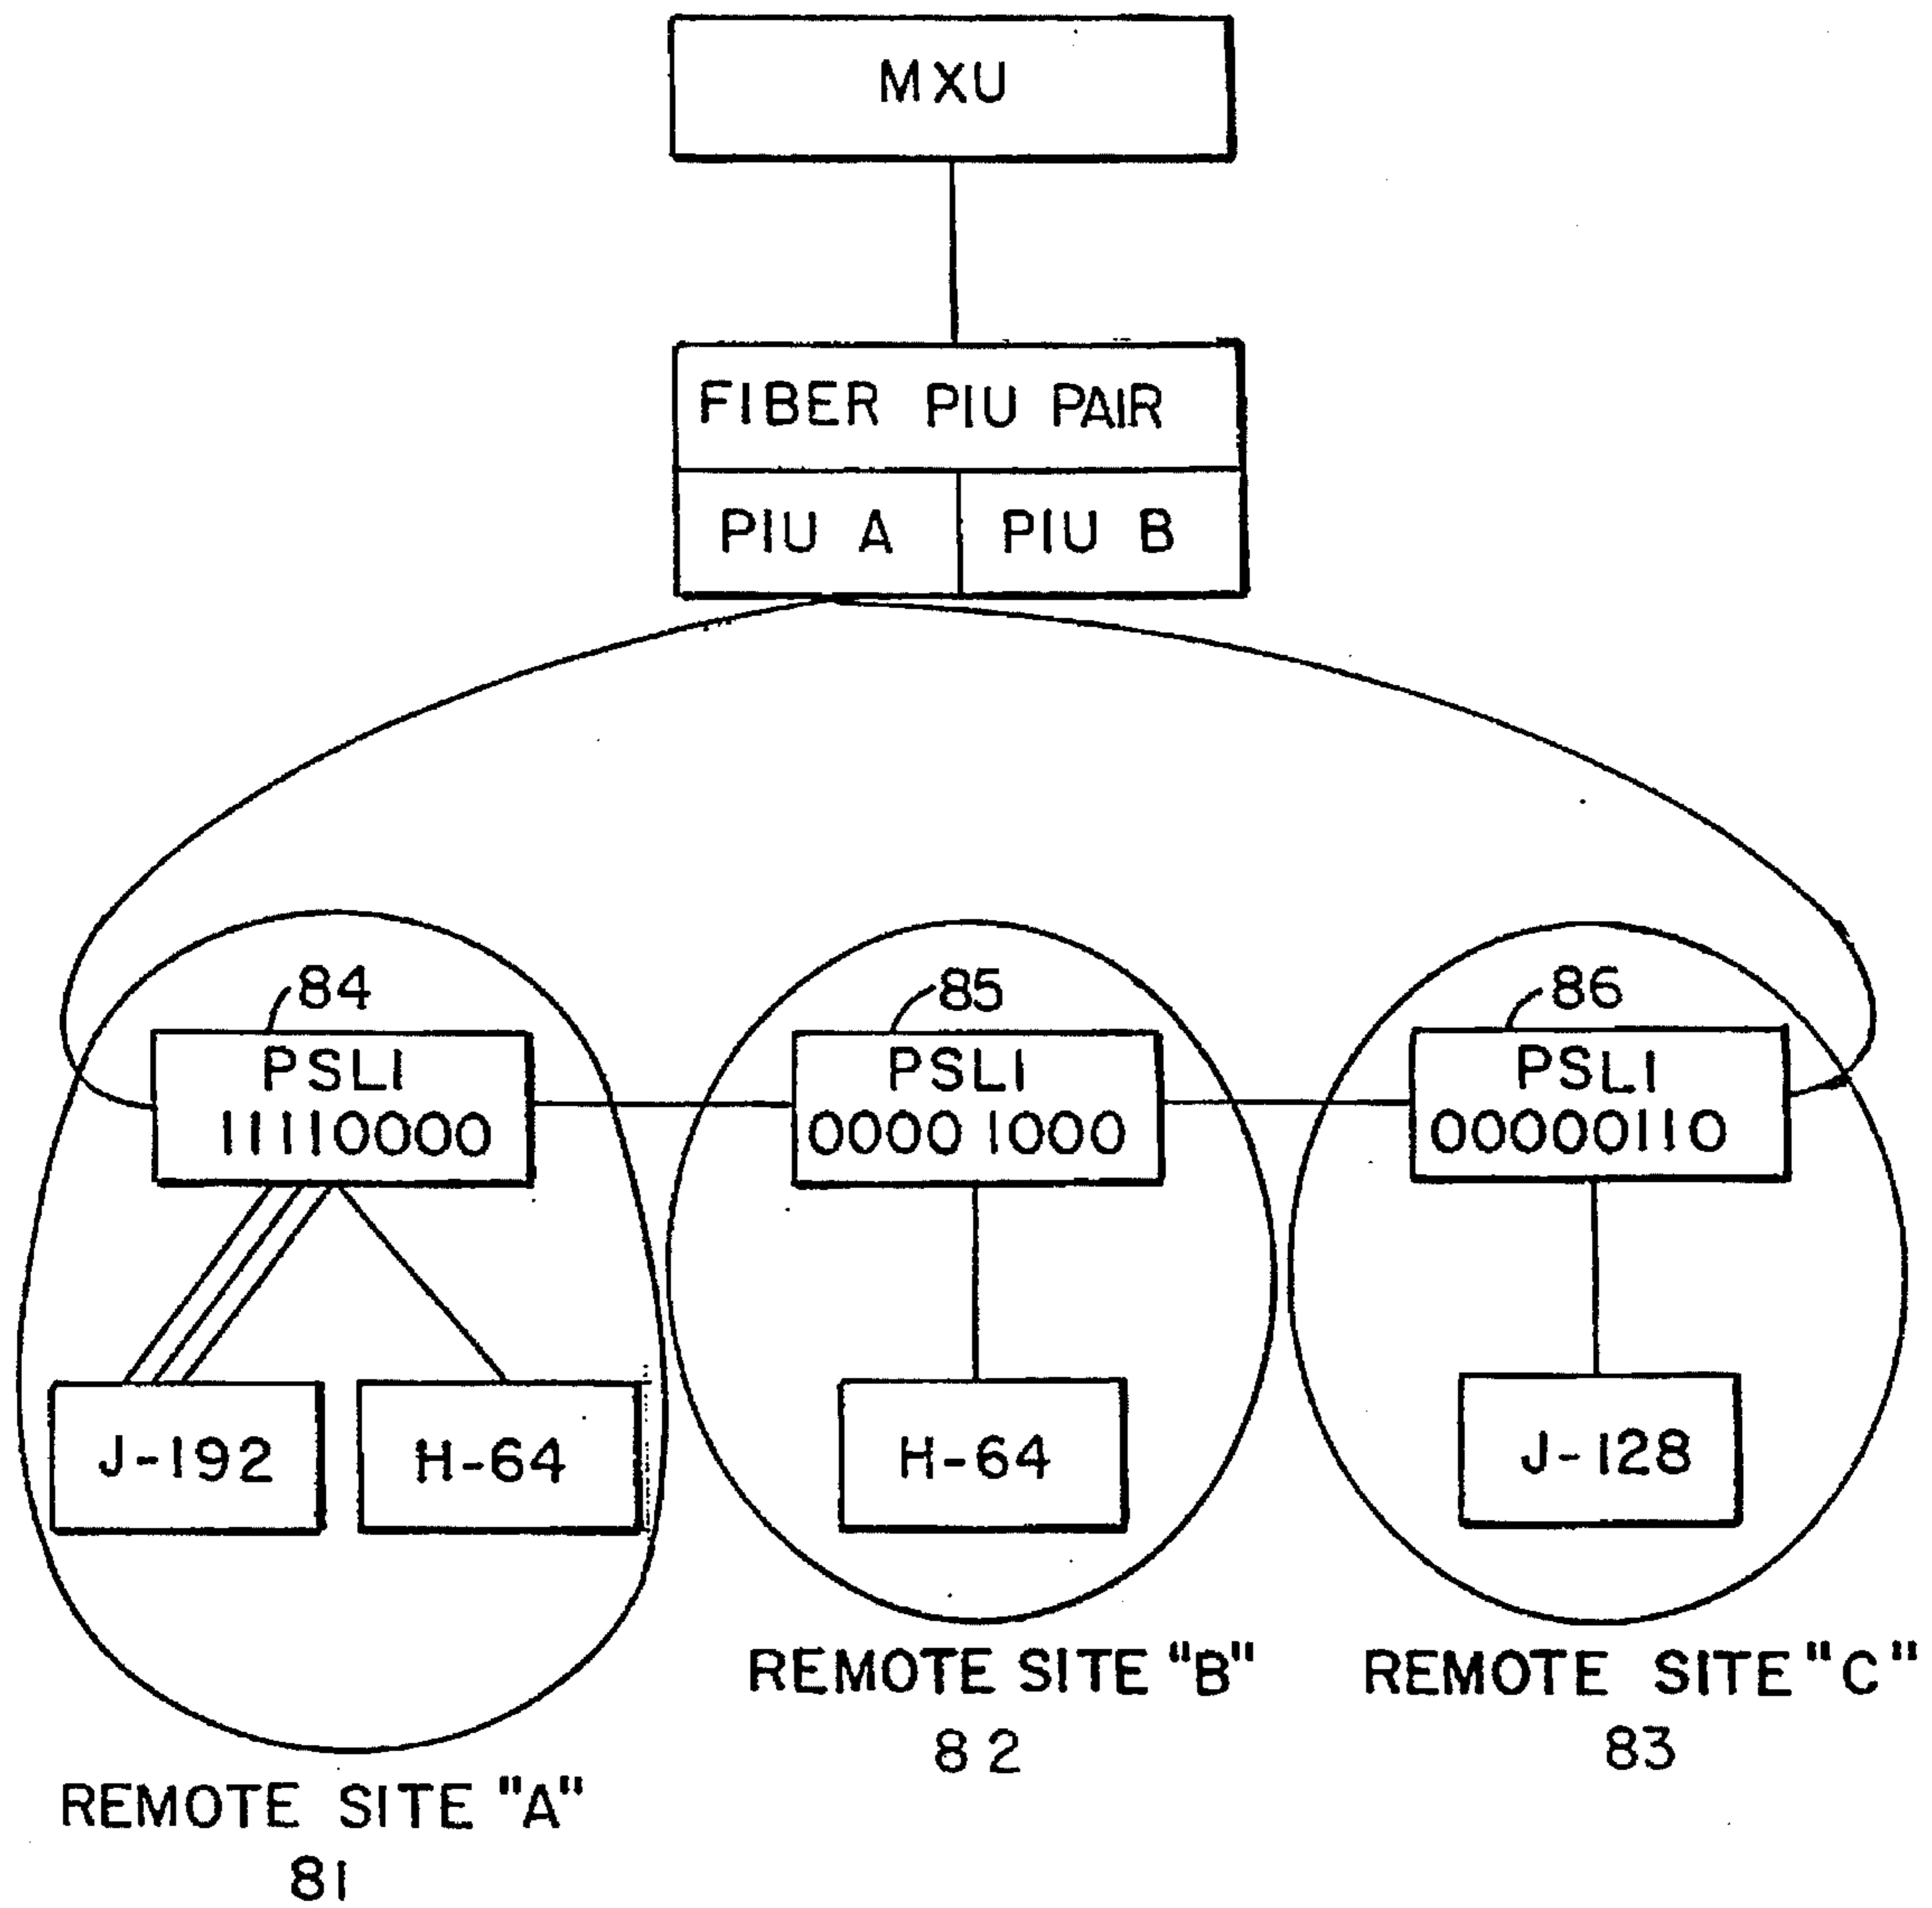 MXU
FIBER PIU PAIR
PIU A
PIU B
84
PSLI
11110000
85
PSLI
00001000
86
PSLI
00000110
J-192
H-64
H-64
J-128
REMOTE SITE "A"
81
REMOTE SITE "B"
82
REMOTE SITE "C"
83